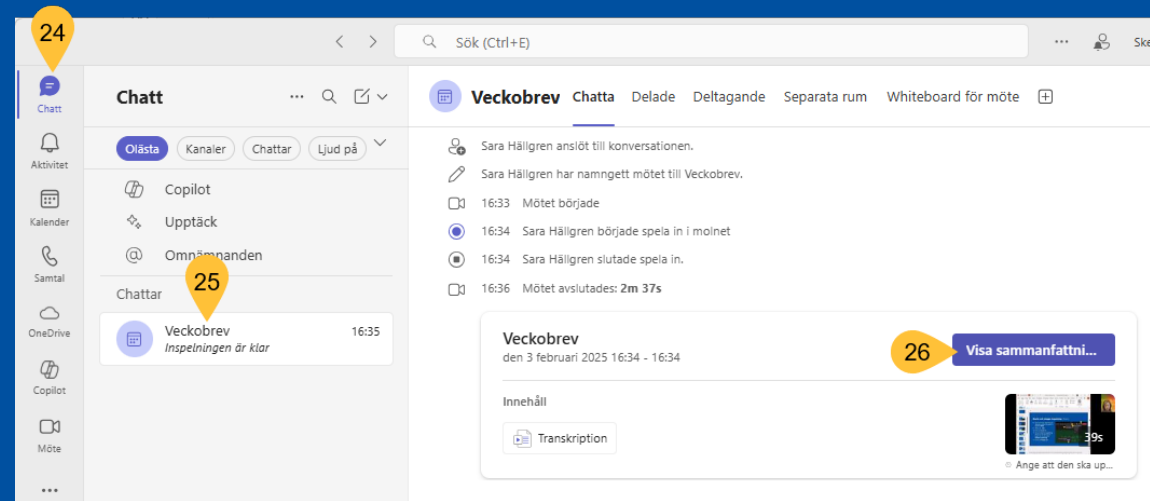 24
Sök (Ctrl+E)
Ske
Chatt
Aktivitet
Kalender
Samtal
OneDrive
Copilot
Möte
Chatt
Olästa Kanaler Chattar Ljud på
Copilot
Upptäck
Omnämnanden
25
Chattar
Veckobrev 16:35
Inspelningen är klar
Veckobrev Chatta Delade Deltagande Separata rum Whiteboard för möte
Sara Hällgren anslöt till konversationen.
Sara Hällgren har namngett mötet till Veckobrev.
16:33 Mötet började
16:34 Sara Hällgren började spela in i molnet
16:34 Sara Hällgren slutade spela in.
16:36 Mötet avslutades: 2m 37s
Veckobrev
den 3 februari 2025 16:34 - 16:34
26 Visa sammanfattni...
Innehåll
Transkription
39s
Ange att den ska up...